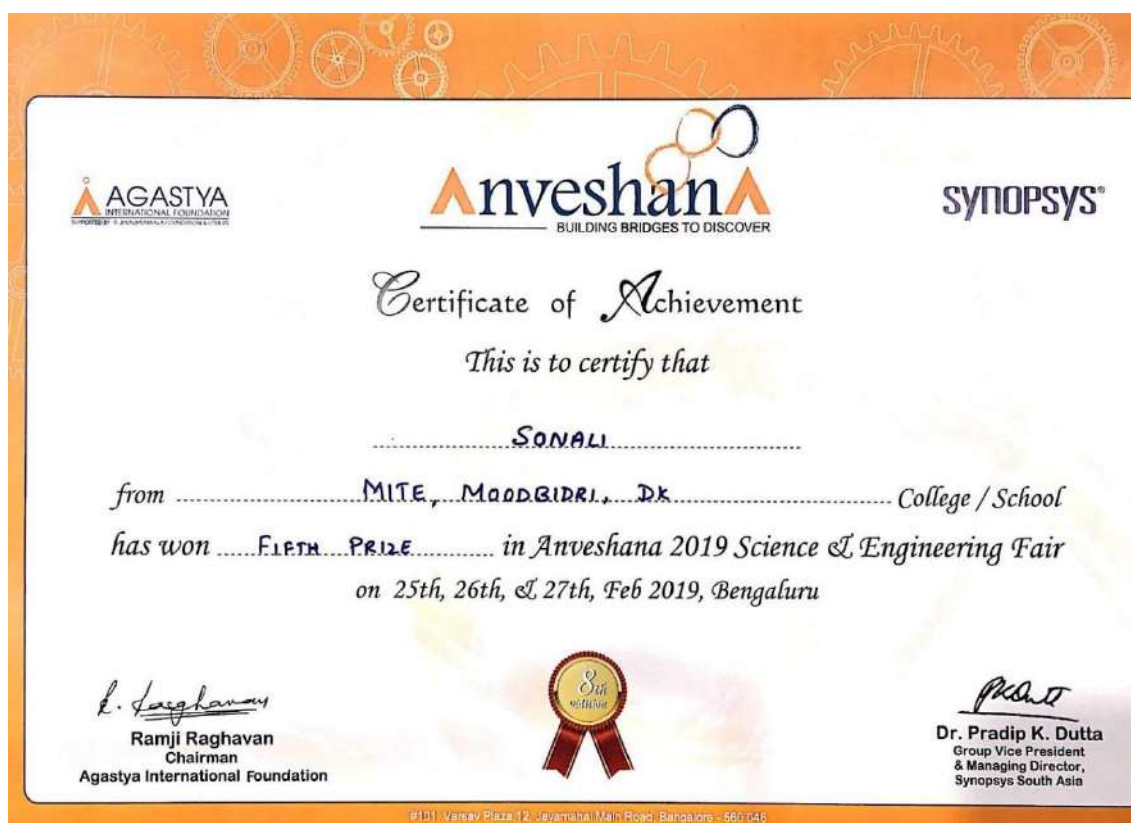 AGASTYA
INTERNATIONAL FOUNDATION
AnveshanA
BUILDING BRIDGES TO DISCOVER
SYNOPSYS®
Certificate of Achievement
This is to certify that
SONALI
from MITE, MOODBIDRI, DK College / School
has won FIFTH PRIZE in Anveshana 2019 Science & Engineering Fair
on 25th, 26th, & 27th, Feb 2019, Bengaluru
8th
edition
Ramji Raghavan
Chairman
Agastya International Foundation
Dr. Pradip K. Dutta
Group Vice President
& Managing Director,
Synopsys South Asia
#101, Varsav Plaza, 12, Jayamahal Main Road, Bangalore - 560 046